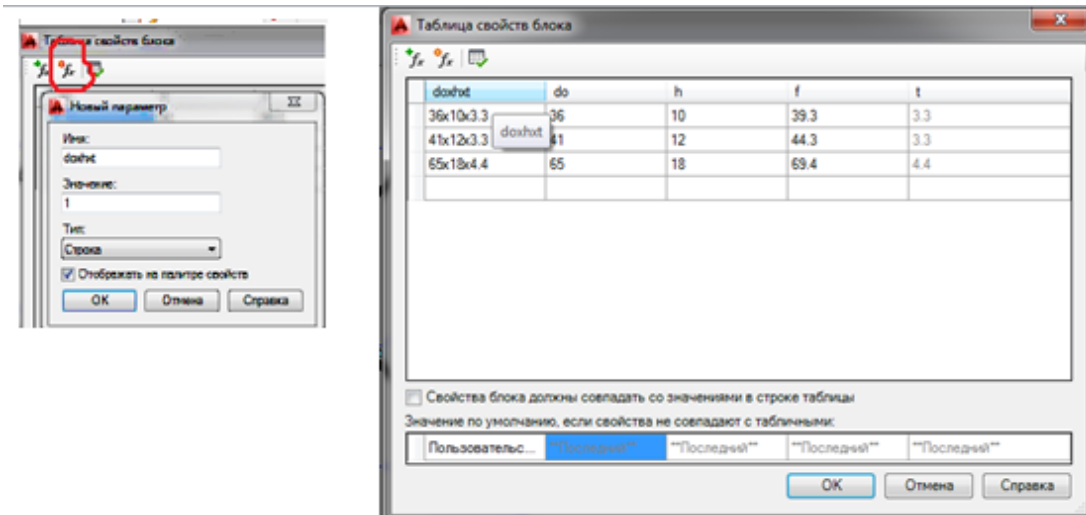 Таблица свойств блока
Новый параметр
Имя:
doxhxt
Значение:
1
Тип:
Строка
Отображать на палитре свойств
ОК Отмена Справка
Таблица свойств блока
doxhxt do h f t
36x10x3.3 36 10 39.3 3.3
41x12x3.3 41 12 44.3 3.3
doxhxt
65x18x4.4 65 18 69.4 4.4
Свойства блока должны совпадать со значениями в строке таблицы
Значение по умолчанию, если свойства не совпадают с табличными:
Пользовательс... **Последний** **Последний** **Последний** **Последний**
ОК Отмена Справка